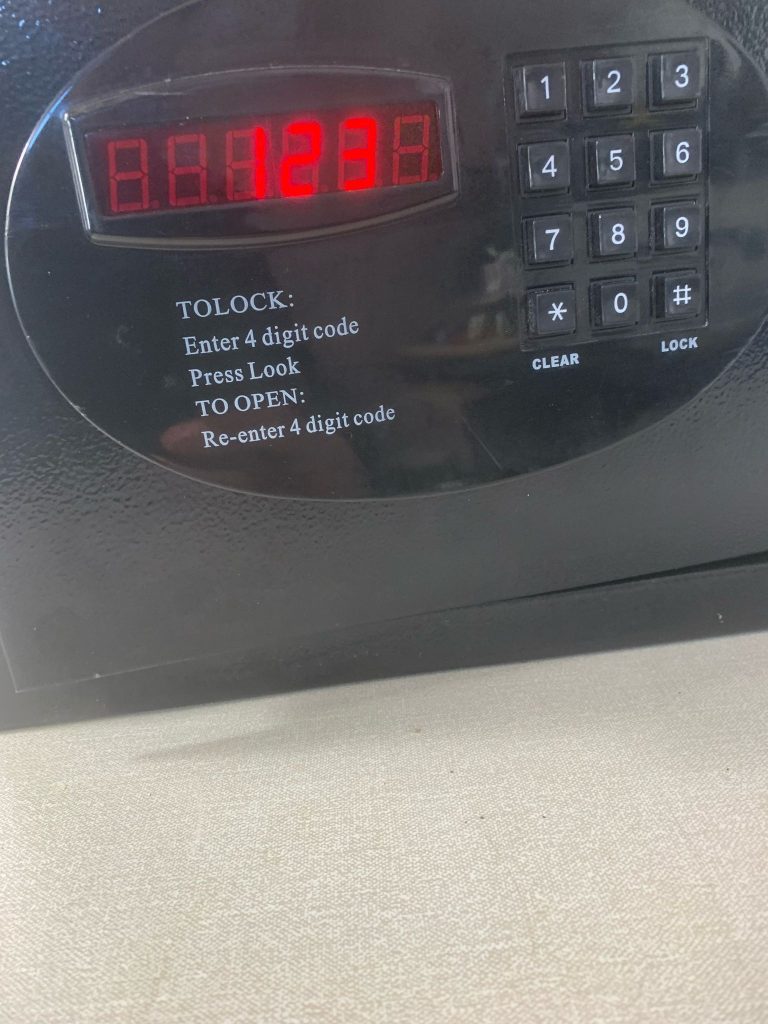 123
TOLOCK:
Enter 4 digit code
Press Look
TO OPEN:
Re-enter 4 digit code
1 2 3
4 5 6
7 8 9
* 0 #
CLEAR LOCK